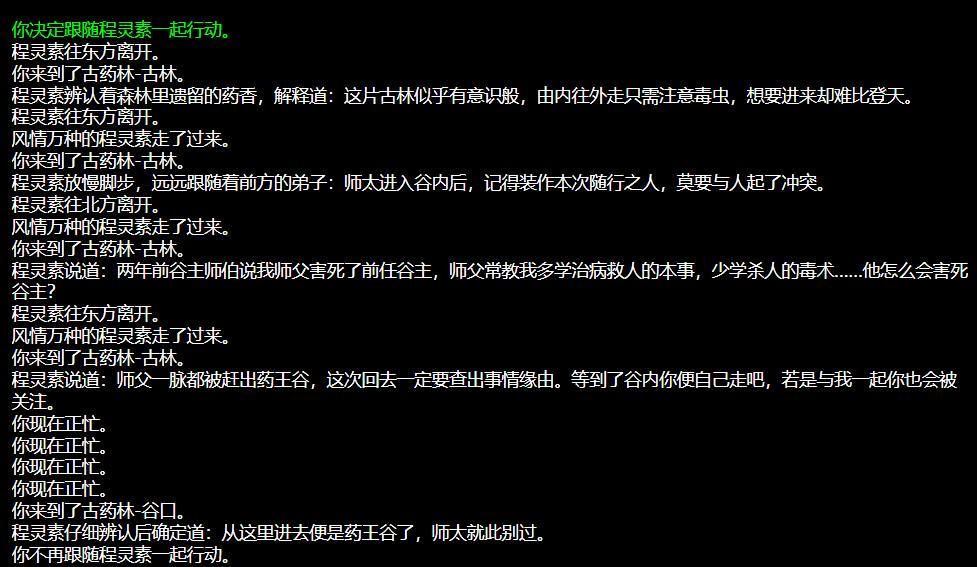 你决定跟随程灵素一起行动。
程灵素往东方离开。
你来到了古药林-古林。
程灵素辨认着森林里遗留的药香，解释道：这片古林似乎有意识般，由内往外走只需注意毒虫，想要进来却难比登天。
程灵素往东方离开。
风情万种的程灵素走了过来。
你来到了古药林-古林。
程灵素放慢脚步，远远跟随着前方的弟子：师太进入谷内后，记得装作本次随行之人，莫要与人起了冲突。
程灵素往北方离开。
风情万种的程灵素走了过来。
你来到了古药林-古林。
程灵素说道：两年前谷主师伯说我师父害死了前任谷主，师父常教我多学治病救人的本事，少学杀人的毒术……他怎么会害死
谷主？
程灵素往东方离开。
风情万种的程灵素走了过来。
你来到了古药林-古林。
程灵素说道：师父一脉都被赶出药王谷，这次回去一定要查出事情缘由。等到了谷内你便自己走吧，若是与我一起你也会被
关注。
你现在正忙。
你现在正忙。
你现在正忙。
你现在正忙。
你来到了古药林-谷口。
程灵素仔细辨认后确定道：从这里进去便是药王谷了，师太就此别过。
你不再跟随程灵素一起行动。